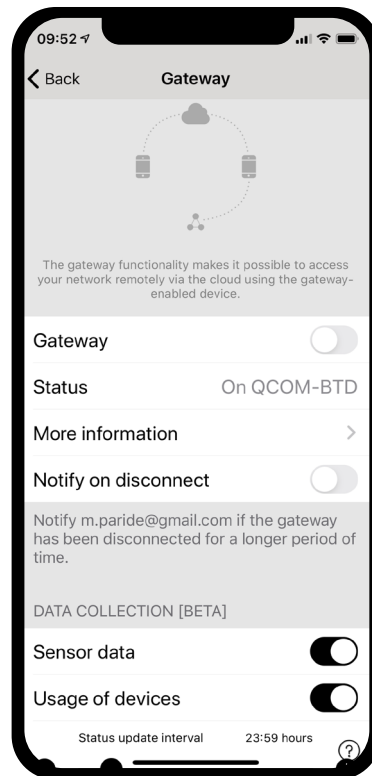 09:52
Back
Gateway
The gateway functionality makes it possible to access
your network remotely via the cloud using the gateway-
enabled device.
Gateway
Status On QCOM-BTD
More information
Notify on disconnect
Notify m.paride@gmail.com if the gateway
has been disconnected for a longer period of
time.
DATA COLLECTION [BETA]
Sensor data
Usage of devices
Status update interval 23:59 hours
?